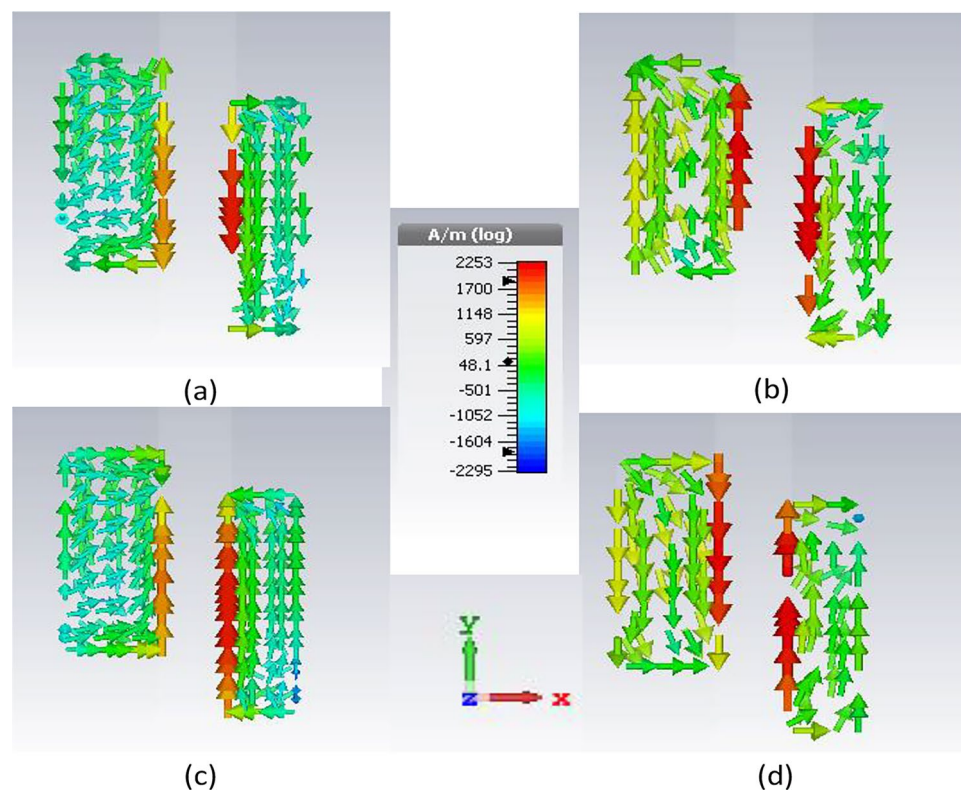 A/m (log)
2253
1700
1148
597
48.1
-501
-1052
-1604
-2295
(a)
(b)
Y
Z X
(c)
(d)